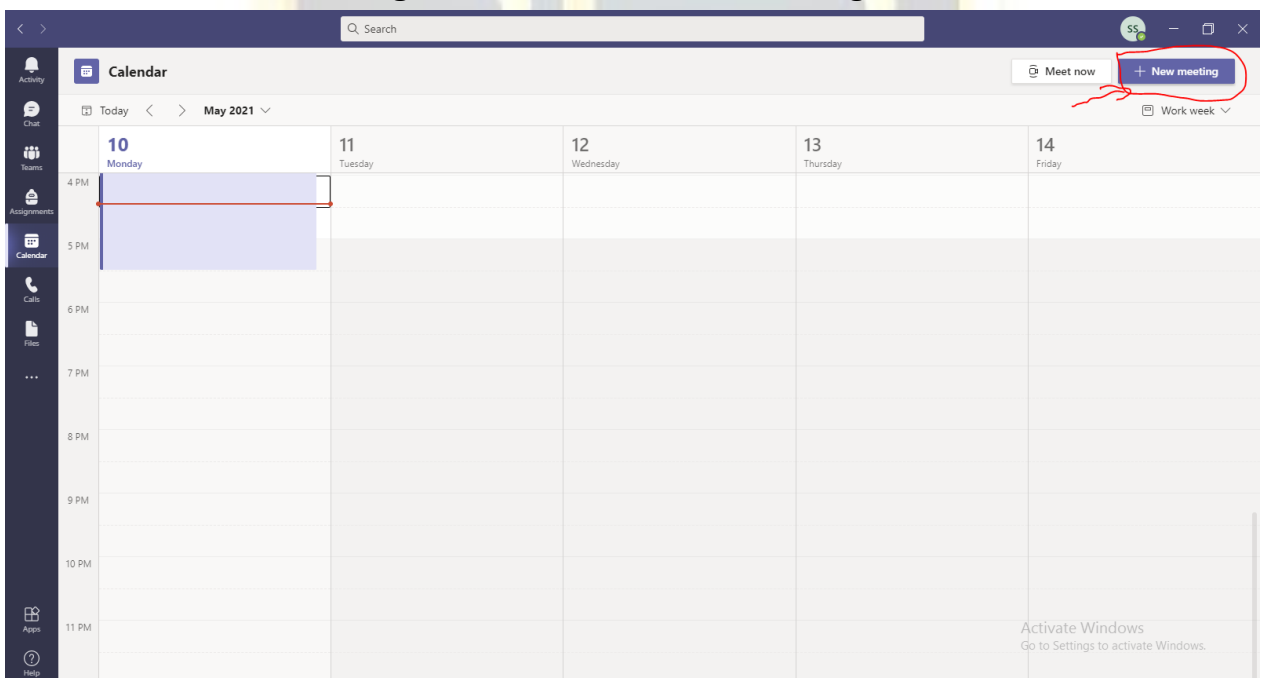 Search
SS
Activity
Calendar
Meet now
+ New meeting
Chat
Today
May 2021
Work week
Teams
10
Monday
11
Tuesday
12
Wednesday
13
Thursday
14
Friday
4 PM
Assignments
Calendar
5 PM
Calls
6 PM
Files
7 PM
8 PM
9 PM
10 PM
Apps
11 PM
Activate Windows
Go to Settings to activate Windows.
Help